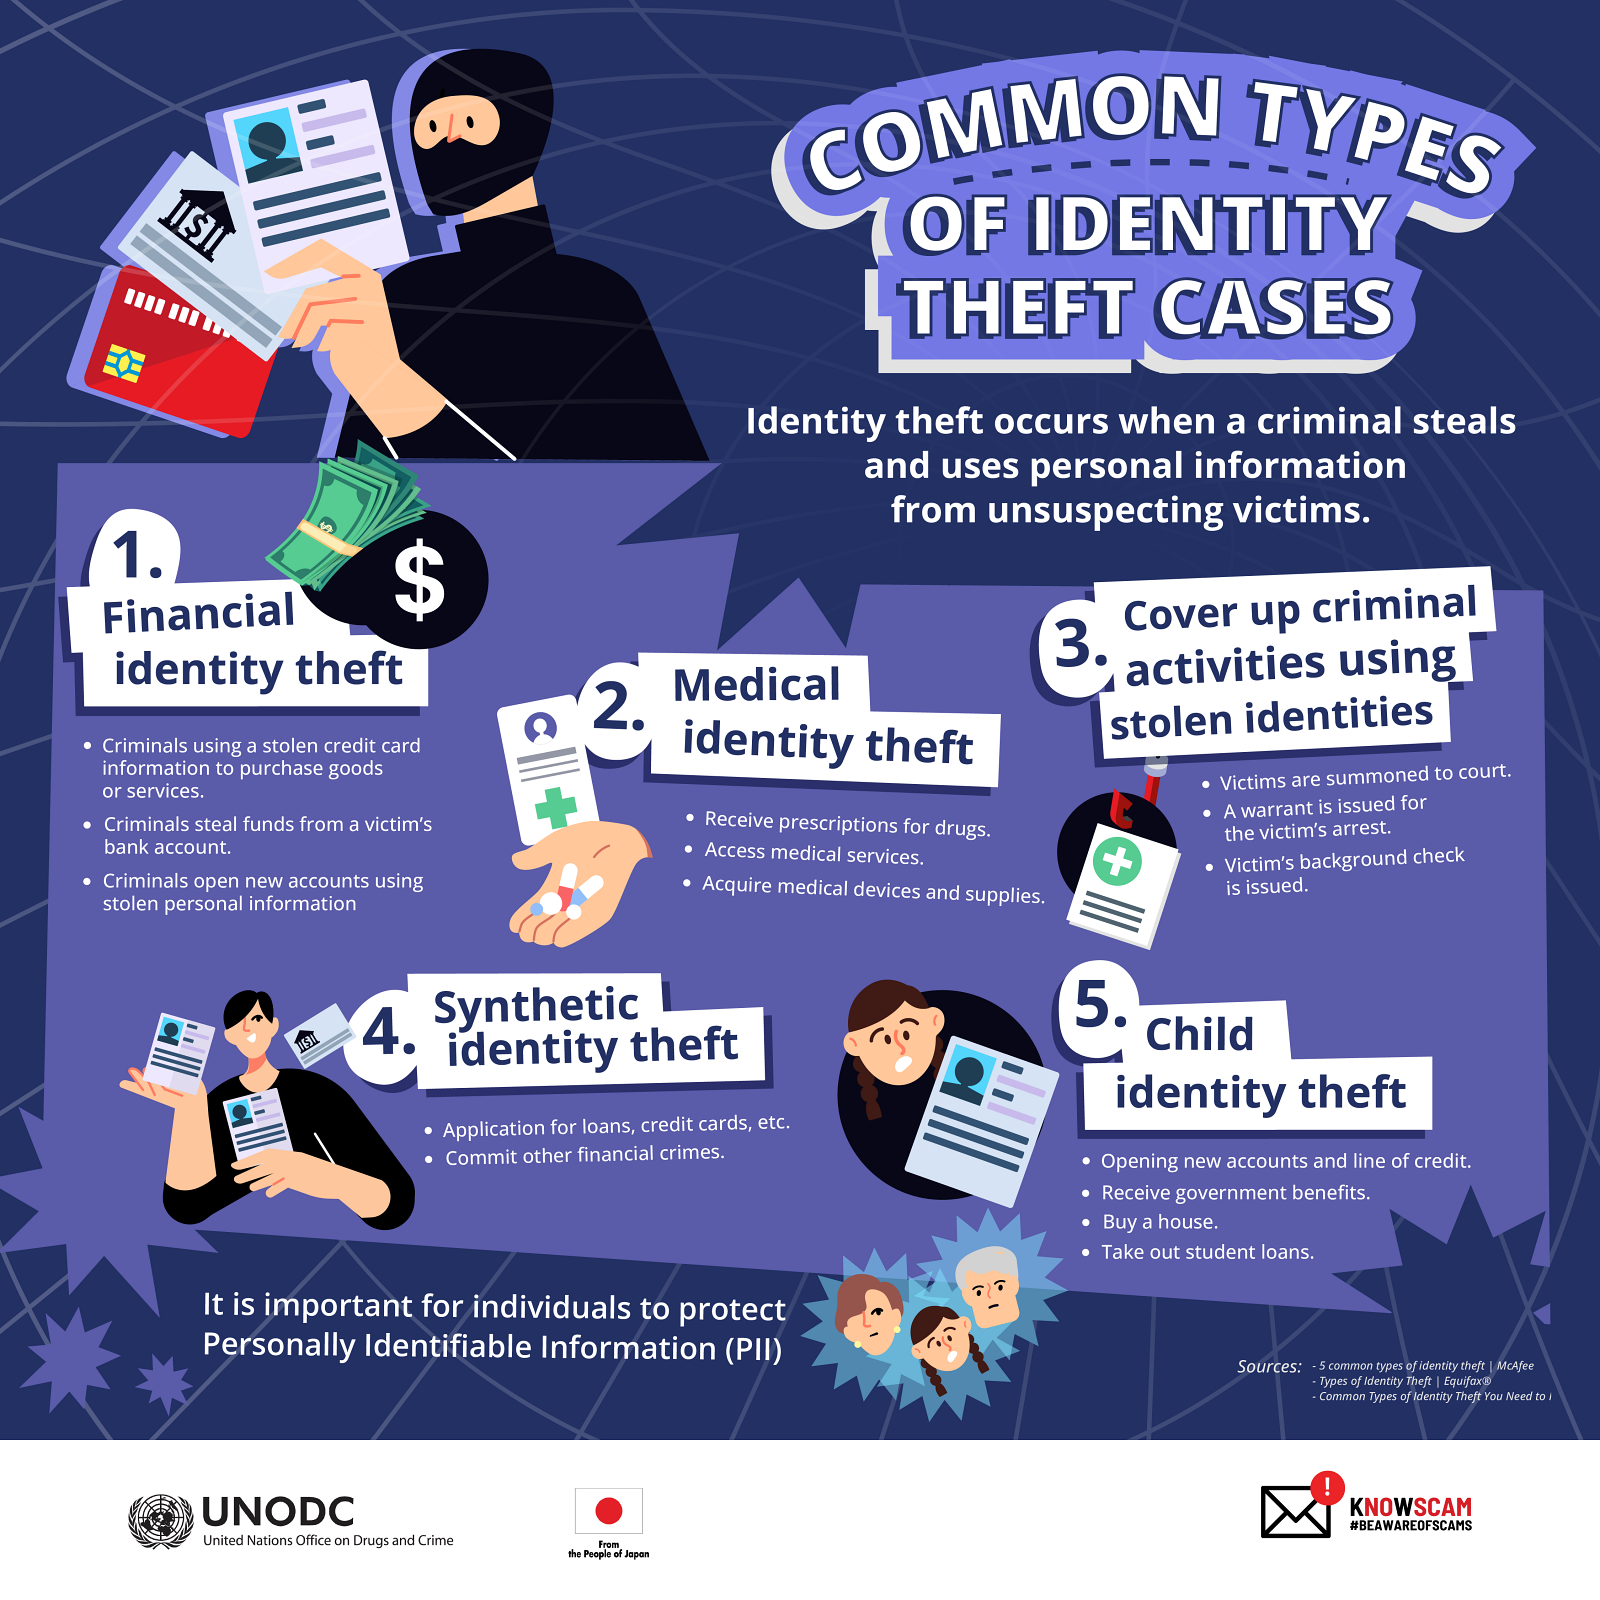 COMMON TYPES
OF IDENTITY
THEFT CASES
Identity theft occurs when a criminal steals
and uses personal information
from unsuspecting victims.
1.
Financial
identity theft
$
$
$
• Criminals using a stolen credit card
information to purchase goods
or services.
• Criminals steal funds from a victim's
bank account.
• Criminals open new accounts using
stolen personal information
2.
Medical
identity theft
• Receive prescriptions for drugs.
• Access medical services.
• Acquire medical devices and supplies.
3.
Cover up criminal
activities using
stolen identities
• Victims are summoned to court.
• A warrant is issued for
the victim's arrest.
• Victim's background check
is issued.
4.
Synthetic
identity theft
$
• Application for loans, credit cards, etc.
• Commit other financial crimes.
5.
Child
identity theft
• Opening new accounts and line of credit.
• Receive government benefits.
• Buy a house.
• Take out student loans.
It is important for individuals to protect
Personally Identifiable Information (PII)
Sources: - 5 common types of identity theft | McAfee
- Types of Identity Theft | Equifax®
- Common Types of Identity Theft You Need to
UNODC
United Nations Office on Drugs and Crime
From
the People of Japan
!
KNOWSCAM
#BEAWAREOFSCAMS